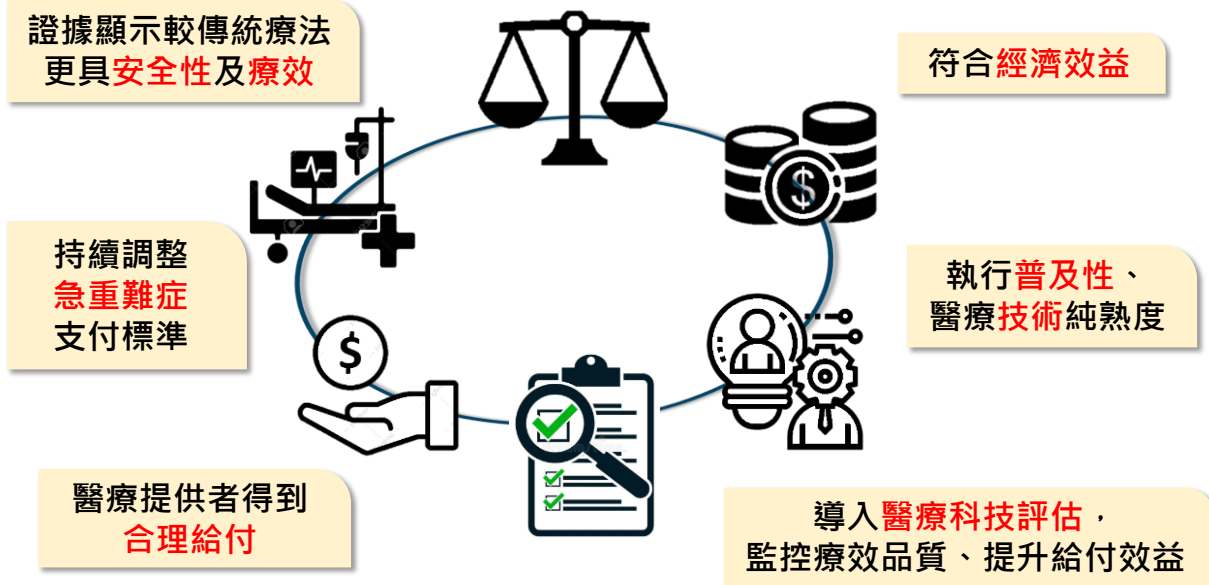 證據顯示較傳統療法
更具安全性及療效
符合經濟效益
持續調整
急重難症
支付標準
執行普及性、
醫療技術純熟度
醫療提供者得到
合理給付
導入醫療科技評估，
監控療效品質、提升給付效益
$
$